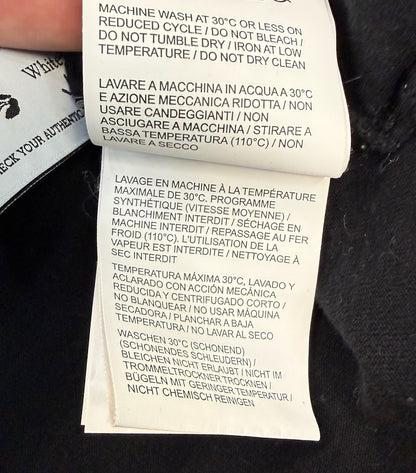 MACHINE WASH AT 30°C OR LESS ON
REDUCED CYCLE / DO NOT BLEACH /
DO NOT TUMBLE DRY / IRON AT LOW
TEMPERATURE / DO NOT DRY CLEAN
White
CHECK YOUR AUTHENTI
LAVARE A MACCHINA IN ACQUA A 30°C
E AZIONE MECCANICA RIDOTTA / NON
USARE CANDEGGIANTI / NON
ASCIUGARE A MACCHINA / STIRARE A
BASSA TEMPERATURA (110°C) / NON
LAVARE A SECCO
LAVAGE EN MACHINE À LA TEMPÉRATURE
MAXIMALE DE 30°C. PROGRAMME
SYNTHÉTIQUE (VITESSE MOYENNE) /
BLANCHIMENT INTERDIT / SÉCHAGE EN
MACHINE INTERDIT / REPASSAGE AU FER
FROID (110°C). L'UTILISATION DE LA
VAPEUR EST INTERDITE / NETTOYAGE À
SEC INTERDIT
TEMPERATURA MÁXIMA 30°C, LAVADO Y
ACLARADO CON ACCIÓN MECÁNICA
REDUCIDA Y CENTRIFUGADO CORTO /
NO BLANQUEAR / NO USAR MÁQUINA
SECADORA / PLANCHAR A BAJA
TEMPERATURA / NO LAVAR AL SECO
WASCHEN 30°C (SCHONEND)
(SCHONENDES SCHLEUDERN) /
BLEICHEN NICHT ERLAUBT / NICHT IM
TROMMELTROCKNER TROCKNEN /
BÜGELN MIT GERINGER TEMPERATUR /
NICHT CHEMISCH REINIGEN